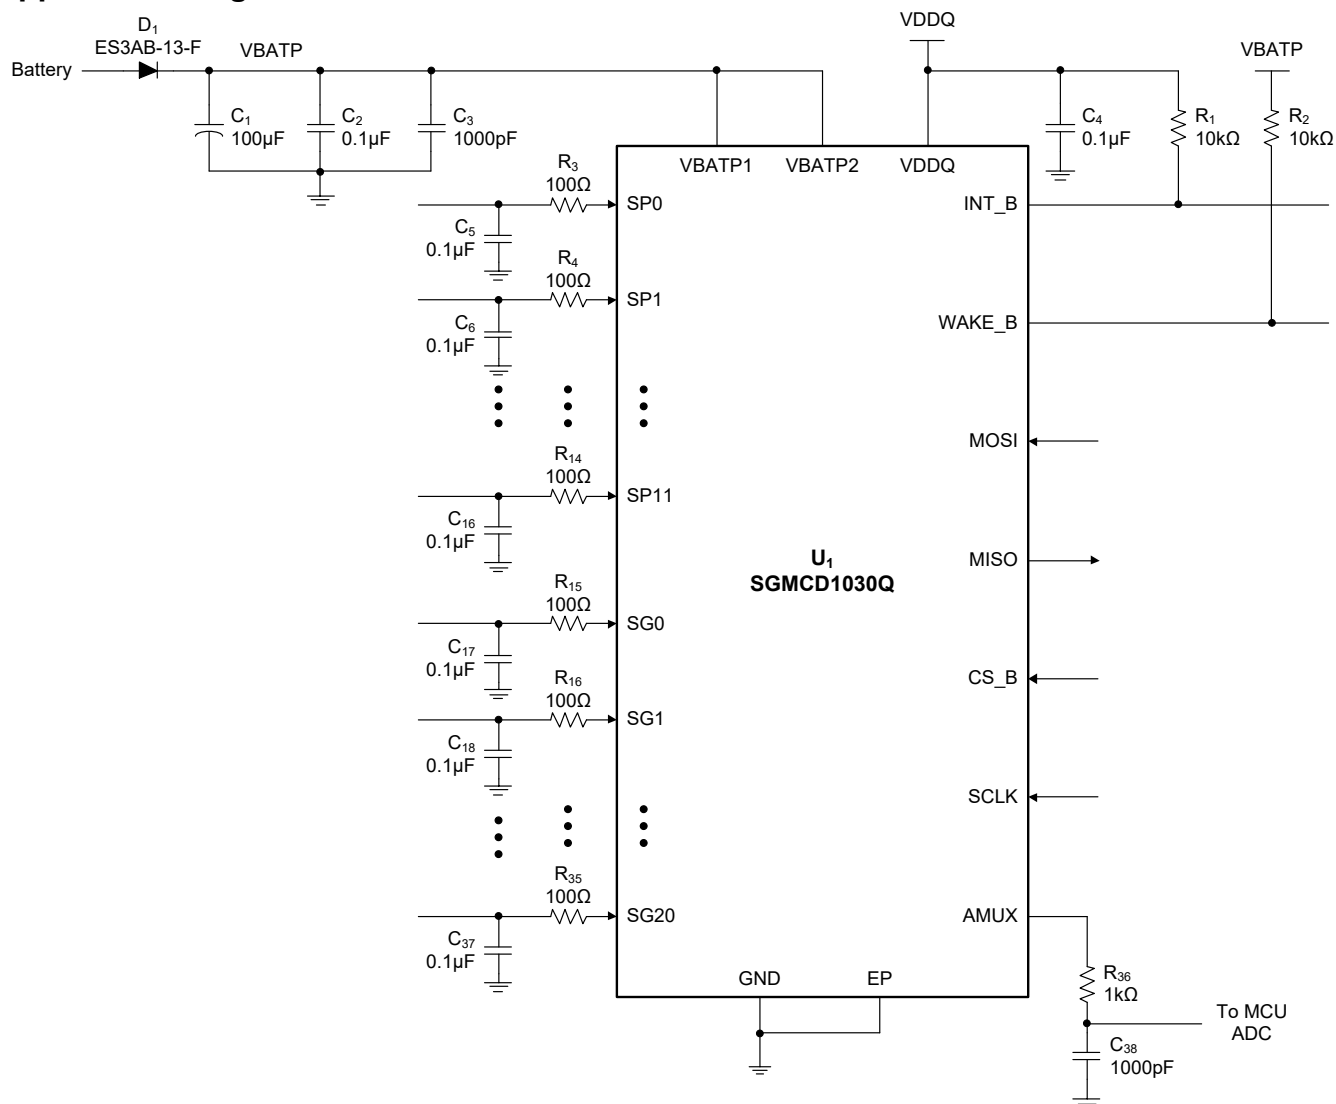 D₁
ES3AB-13-F
Battery
VBATP
C₁
100µF
C₂
0.1µF
C₃
1000pF
VDDQ
VBATP
C₄
0.1µF
R₁
10kΩ
R₂
10kΩ
VBATP1
VBATP2
VDDQ
R₃
100Ω
SP0
C₅
0.1µF
R₄
100Ω
SP1
C₆
0.1µF
R₁₄
100Ω
SP11
C₁₆
0.1µF
R₁₅
100Ω
SG0
C₁₇
0.1µF
R₁₆
100Ω
SG1
C₁₈
0.1µF
R₃₅
100Ω
SG20
C₃₇
0.1µF
U₁
SGMCD1030Q
INT_B
WAKE_B
MOSI
MISO
CS_B
SCLK
AMUX
GND
EP
R₃₆
1kΩ
To MCU
ADC
C₃₈
1000pF